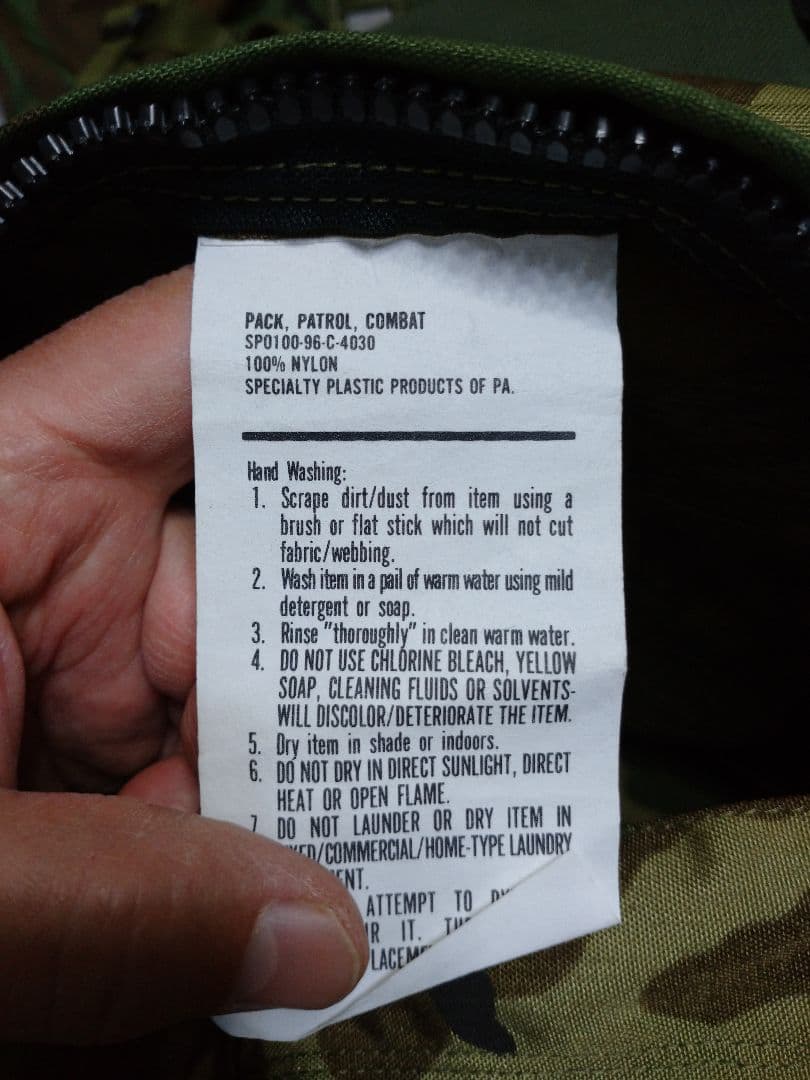 PACK, PATROL, COMBAT
SPO100-96-C-4030
100% NYLON
SPECIALTY PLASTIC PRODUCTS OF PA.
Hand Washing:
1. Scrape dirt/dust from item using a
brush or flat stick which will not cut
fabric/webbing.
2. Wash item in a pail of warm water using mild
detergent or soap.
3. Rinse "thoroughly" in clean warm water.
4. DO NOT USE CHLORINE BLEACH, YELLOW
SOAP, CLEANING FLUIDS OR SOLVENTS-
WILL DISCOLOR/DETERIORATE THE ITEM.
5. Dry item in shade or indoors.
6. DO NOT DRY IN DIRECT SUNLIGHT, DIRECT
HEAT OR OPEN FLAME.
7 DO NOT LAUNDER OR DRY ITEM IN
/COMMERCIAL/HOME-TYPE LAUNDRY
ATTEMPT TO
IT.